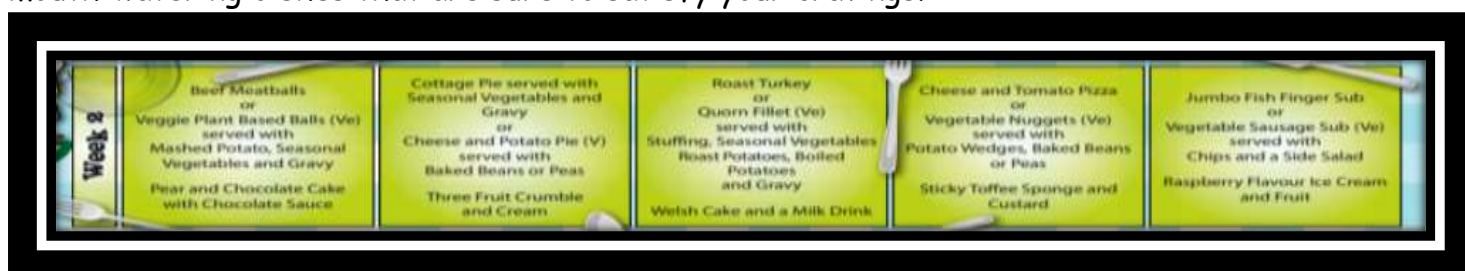 Week 2
Beef Meatballs
or
Veggie Plant Based Balls (Ve)
served with
Mashed Potato, Seasonal
Vegetables and Gravy
Pear and Chocolate Cake
with Chocolate Sauce
Cottage Pie served with
Seasonal Vegetables and
Gravy
or
Cheese and Potato Pie (V)
served with
Baked Beans or Peas
Three Fruit Crumble
and Cream
Roast Turkey
or
Quorn Fillet (Ve)
served with
Stuffing, Seasonal Vegetables
Roast Potatoes, Boiled
Potatoes
and Gravy
Welsh Cake and a Milk Drink
Cheese and Tomato Pizza
or
Vegetable Nuggets (Ve)
served with
Potato Wedges, Baked Beans
or Peas
Sticky Toffee Sponge and
Custard
Jumbo Fish Finger Sub
or
Vegetable Sausage Sub (Ve)
served with
Chips and a Side Salad
Raspberry Flavour Ice Cream
and Fruit